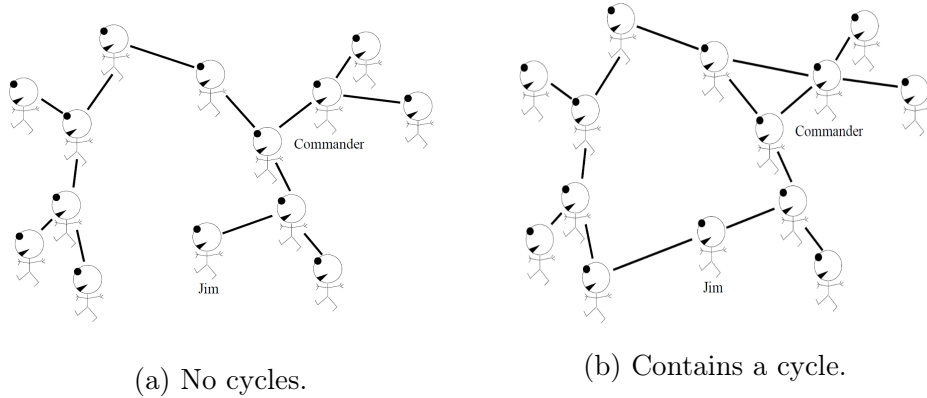 Commander
Jim
(a) No cycles.
Commander
Jim
(b) Contains a cycle.